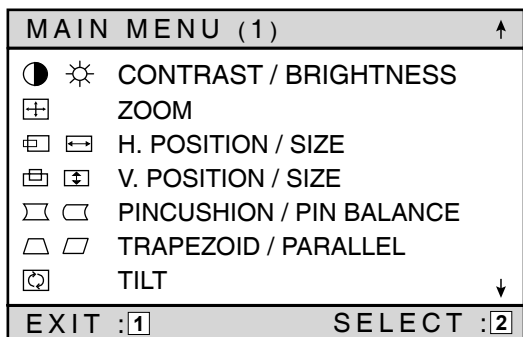 MAIN MENU (1)
CONTRAST / BRIGHTNESS
ZOOM
H. POSITION / SIZE
V. POSITION / SIZE
PINCUSHION / PIN BALANCE
TRAPEZOID / PARALLEL
TILT
EXIT :1 SELECT :2